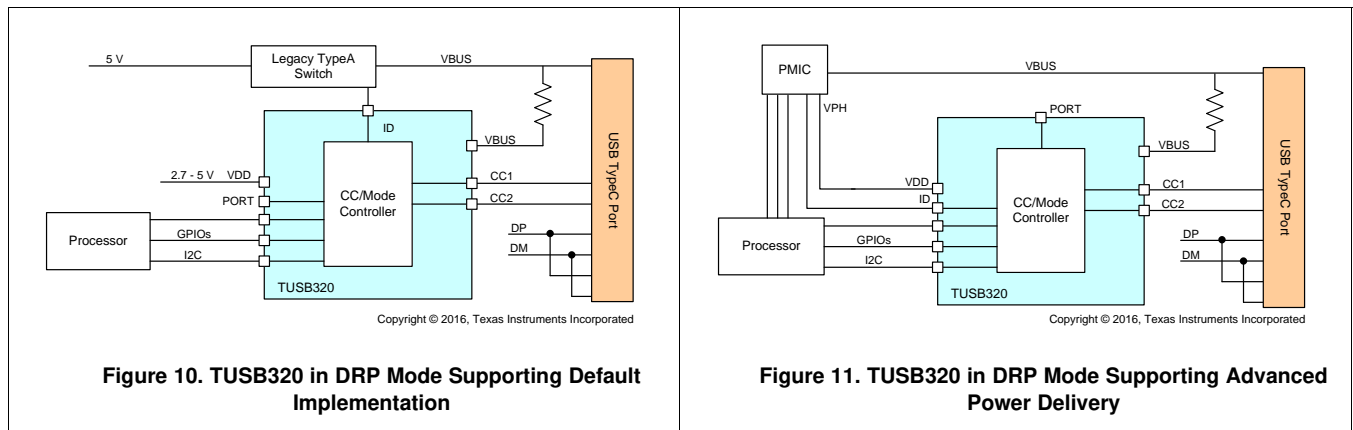 5 V
Legacy TypeA
Switch
VBUS
ID
VBUS
2.7 - 5 V VDD
PORT
CC/Mode
Controller
CC1
CC2
Processor
GPIOs
I2C
DP
DM
TUSB320
USB TypeC Port
Copyright © 2016, Texas Instruments Incorporated
Figure 10. TUSB320 in DRP Mode Supporting Default
Implementation
PMIC
VBUS
VPH
PORT
VBUS
VDD
ID
CC/Mode
Controller
CC1
CC2
Processor
GPIOs
I2C
DP
DM
TUSB320
USB TypeC Port
Copyright © 2016, Texas Instruments Incorporated
Figure 11. TUSB320 in DRP Mode Supporting Advanced
Power Delivery